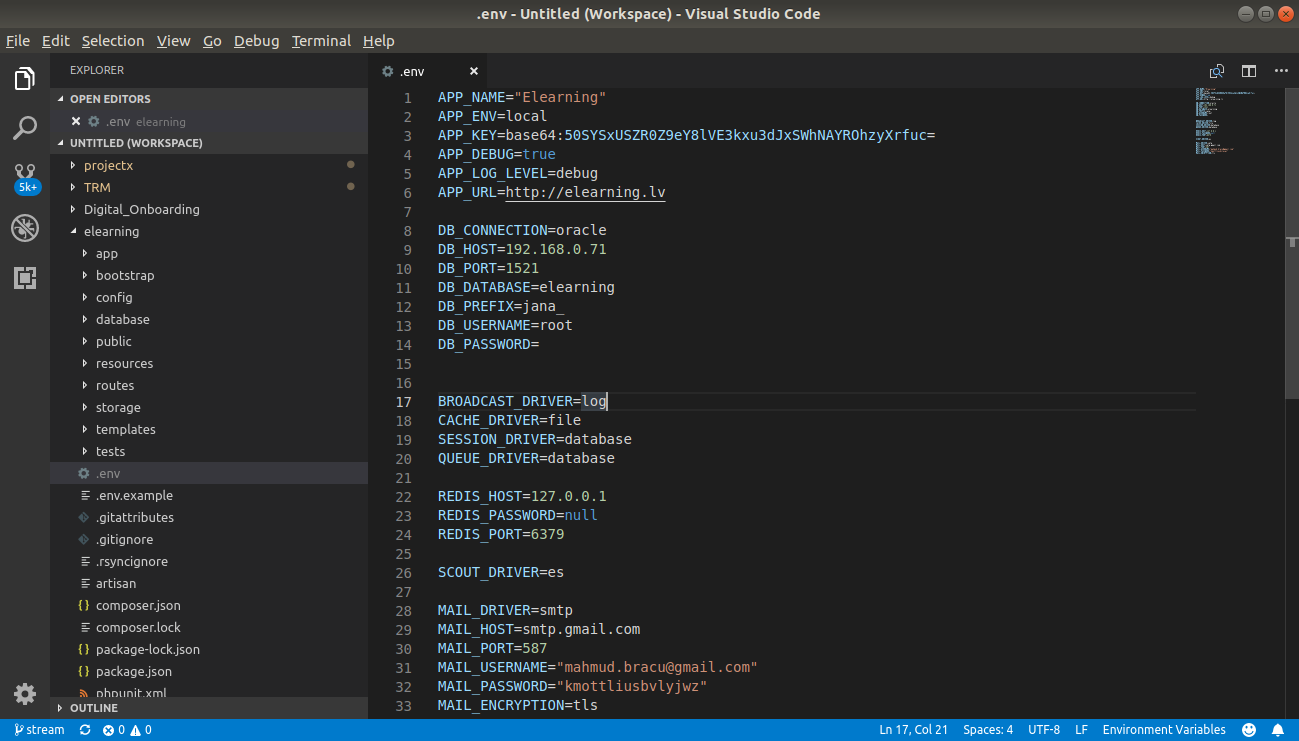 .env - Untitled (Workspace) - Visual Studio Code
File Edit Selection View Go Debug Terminal Help
EXPLORER
OPEN EDITORS
.env elearning
UNTITLED (WORKSPACE)
projectx
TRM
Digital_Onboarding
elearning
app
bootstrap
config
database
public
resources
routes
storage
templates
tests
.env
.env.example
.gitattributes
.gitignore
.rsyncignore
artisan
composer.json
composer.lock
package-lock.json
package.json
phpunit.xml
OUTLINE
5k+
.env
1 APP_NAME="Elearning"
2 APP_ENV=local
3 APP_KEY=base64:50SYSxUSZR0Z9eY8lVE3kxu3dJxSWhNAYROhzyXrfuc=
4 APP_DEBUG=true
5 APP_LOG_LEVEL=debug
6 APP_URL=http://elearning.lv
7
8 DB_CONNECTION=oracle
9 DB_HOST=192.168.0.71
10 DB_PORT=1521
11 DB_DATABASE=elearning
12 DB_PREFIX=jana_
13 DB_USERNAME=root
14 DB_PASSWORD=
15
16
17 BROADCAST_DRIVER=log
18 CACHE_DRIVER=file
19 SESSION_DRIVER=database
20 QUEUE_DRIVER=database
21
22 REDIS_HOST=127.0.0.1
23 REDIS_PASSWORD=null
24 REDIS_PORT=6379
25
26 SCOUT_DRIVER=es
27
28 MAIL_DRIVER=smtp
29 MAIL_HOST=smtp.gmail.com
30 MAIL_PORT=587
31 MAIL_USERNAME="mahmud.bracu@gmail.com"
32 MAIL_PASSWORD="kmottliusbvlyjwz"
33 MAIL_ENCRYPTION=tls
stream 0 0 Ln 17, Col 21 Spaces: 4 UTF-8 LF Environment Variables